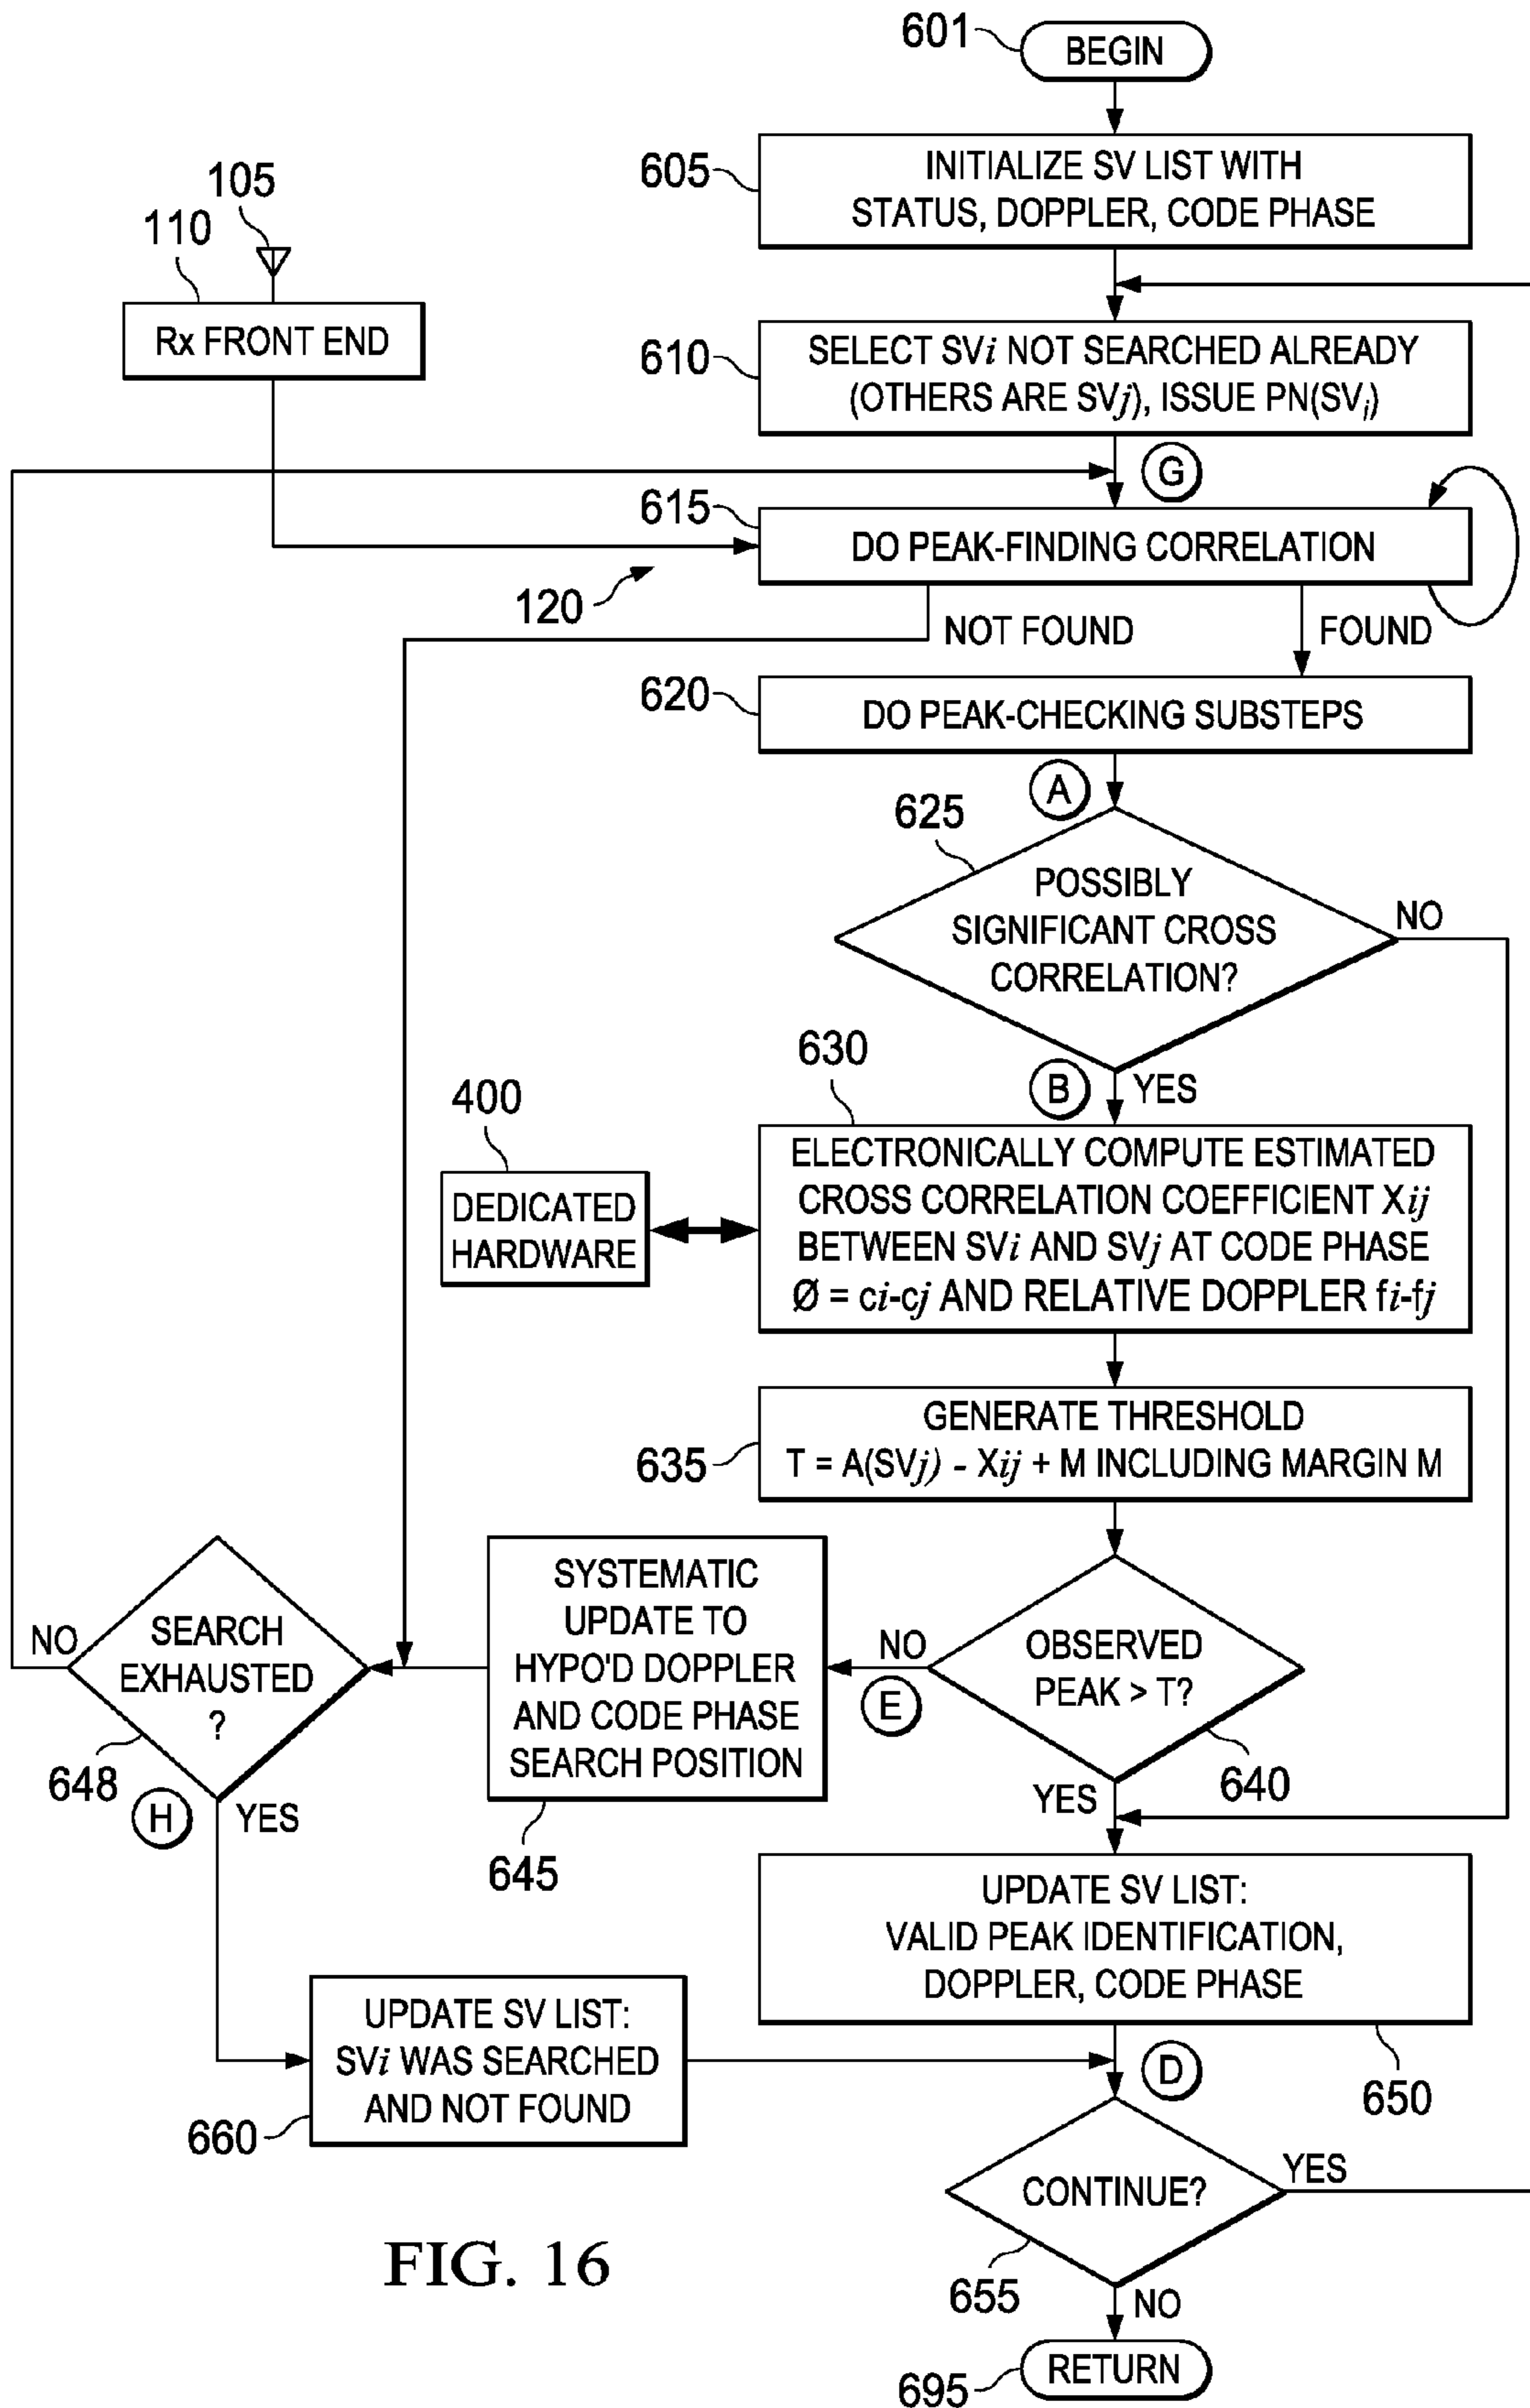 601
BEGIN
605
INITIALIZE SV LIST WITH
STATUS, DOPPLER, CODE PHASE
105
110
Rx FRONT END
610
SELECT SVi NOT SEARCHED ALREADY
(OTHERS ARE SVj), ISSUE PN(SVi)
G
615
DO PEAK-FINDING CORRELATION
120
NOT FOUND
FOUND
620
DO PEAK-CHECKING SUBSTEPS
A
625
POSSIBLY
SIGNIFICANT CROSS
CORRELATION?
NO
B
YES
630
400
DEDICATED
HARDWARE
ELECTRONICALLY COMPUTE ESTIMATED
CROSS CORRELATION COEFFICIENT Xij
BETWEEN SVi AND SVj AT CODE PHASE
Ø = ci-cj AND RELATIVE DOPPLER fi-fj
635
GENERATE THRESHOLD
T = A(SVj) - Xij + M INCLUDING MARGIN M
NO
SEARCH
EXHAUSTED
?
648
H
YES
SYSTEMATIC
UPDATE TO
HYPO'D DOPPLER
AND CODE PHASE
SEARCH POSITION
645
NO
E
OBSERVED
PEAK > T?
640
YES
UPDATE SV LIST:
VALID PEAK IDENTIFICATION,
DOPPLER, CODE PHASE
650
UPDATE SV LIST:
SVi WAS SEARCHED
AND NOT FOUND
660
D
CONTINUE?
YES
655
NO
695
RETURN
FIG. 16